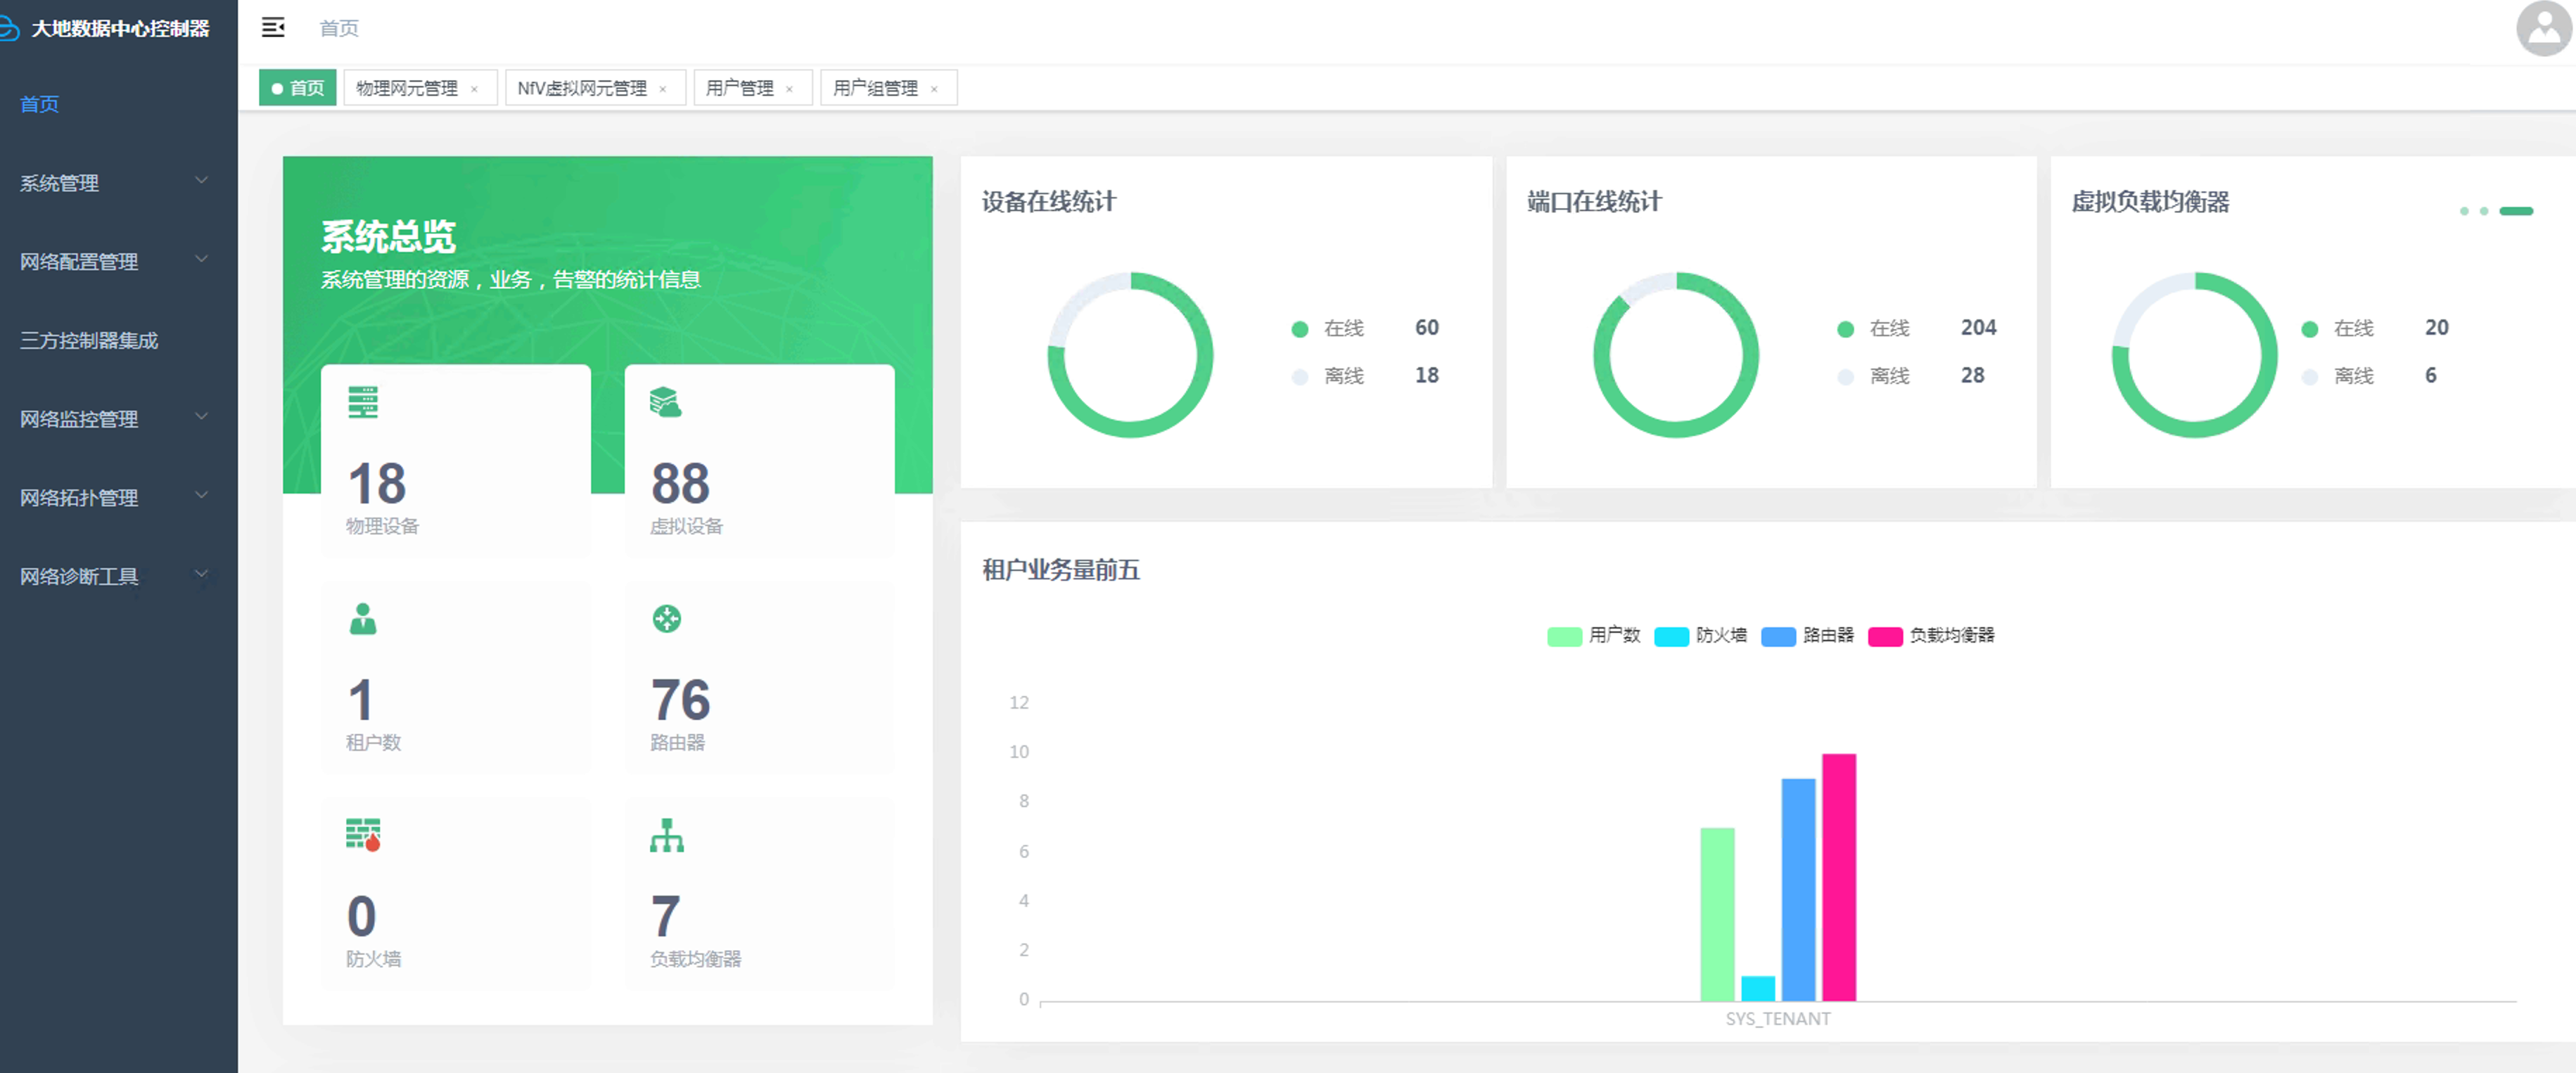 大地数据中心控制器
首页
系统管理
网络配置管理
三方控制器集成
网络监控管理
网络拓扑管理
网络诊断工具
首页
首页 物理网元管理 × NfV虚拟网元管理 × 用户管理 × 用户组管理 ×
系统总览
系统管理的资源，业务，告警的统计信息
18
物理设备
88
虚拟设备
1
租户数
76
路由器
0
防火墙
7
负载均衡器
设备在线统计
在线 60
离线 18
端口在线统计
在线 204
离线 28
虚拟负载均衡器
在线 20
离线 6
租户业务量前五
用户数 防火墙 路由器 负载均衡器
12
10
8
6
4
2
0
SYS_TENANT